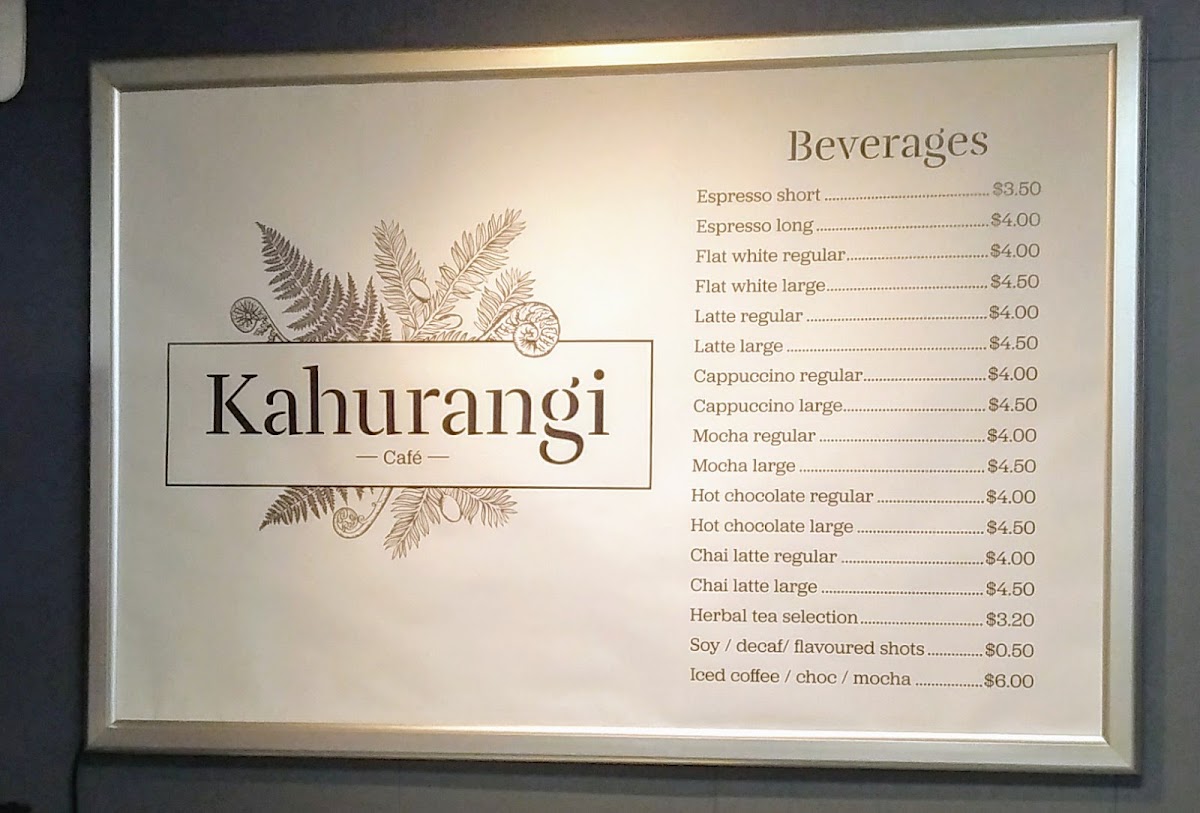 Kahurangi
— Café —
Beverages
Espresso short ........................................ $3.50
Espresso long ........................................ $4.00
Flat white regular ........................................ $4.00
Flat white large ........................................ $4.50
Latte regular ........................................ $4.00
Latte large ........................................ $4.50
Cappuccino regular ........................................ $4.00
Cappuccino large ........................................ $4.50
Mocha regular ........................................ $4.00
Mocha large ........................................ $4.50
Hot chocolate regular ........................................ $4.00
Hot chocolate large ........................................ $4.50
Chai latte regular ........................................ $4.00
Chai latte large ........................................ $4.50
Herbal tea selection ........................................ $3.20
Soy / decaf/ flavoured shots ............. $0.50
Iced coffee / choc / mocha ................ $6.00